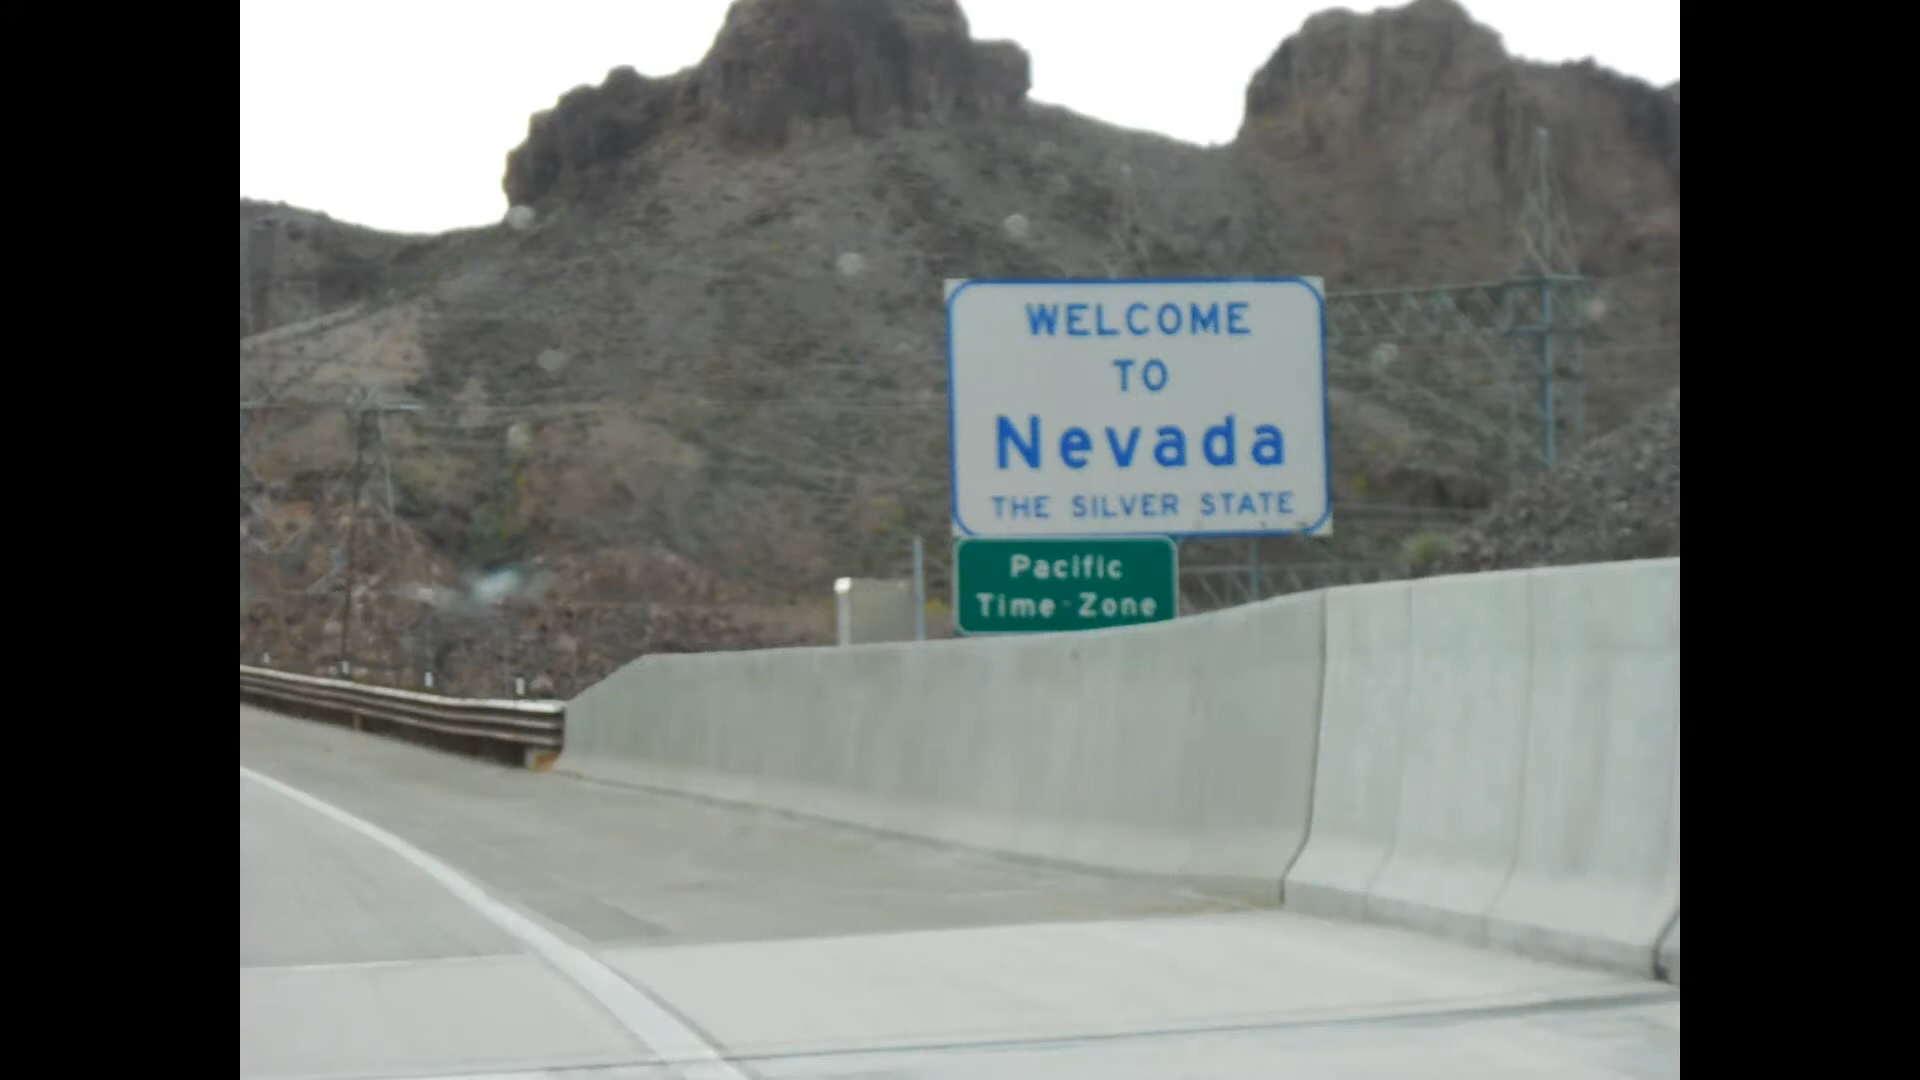 WELCOME
TO
Nevada
THE SILVER STATE
Pacific
Time Zone